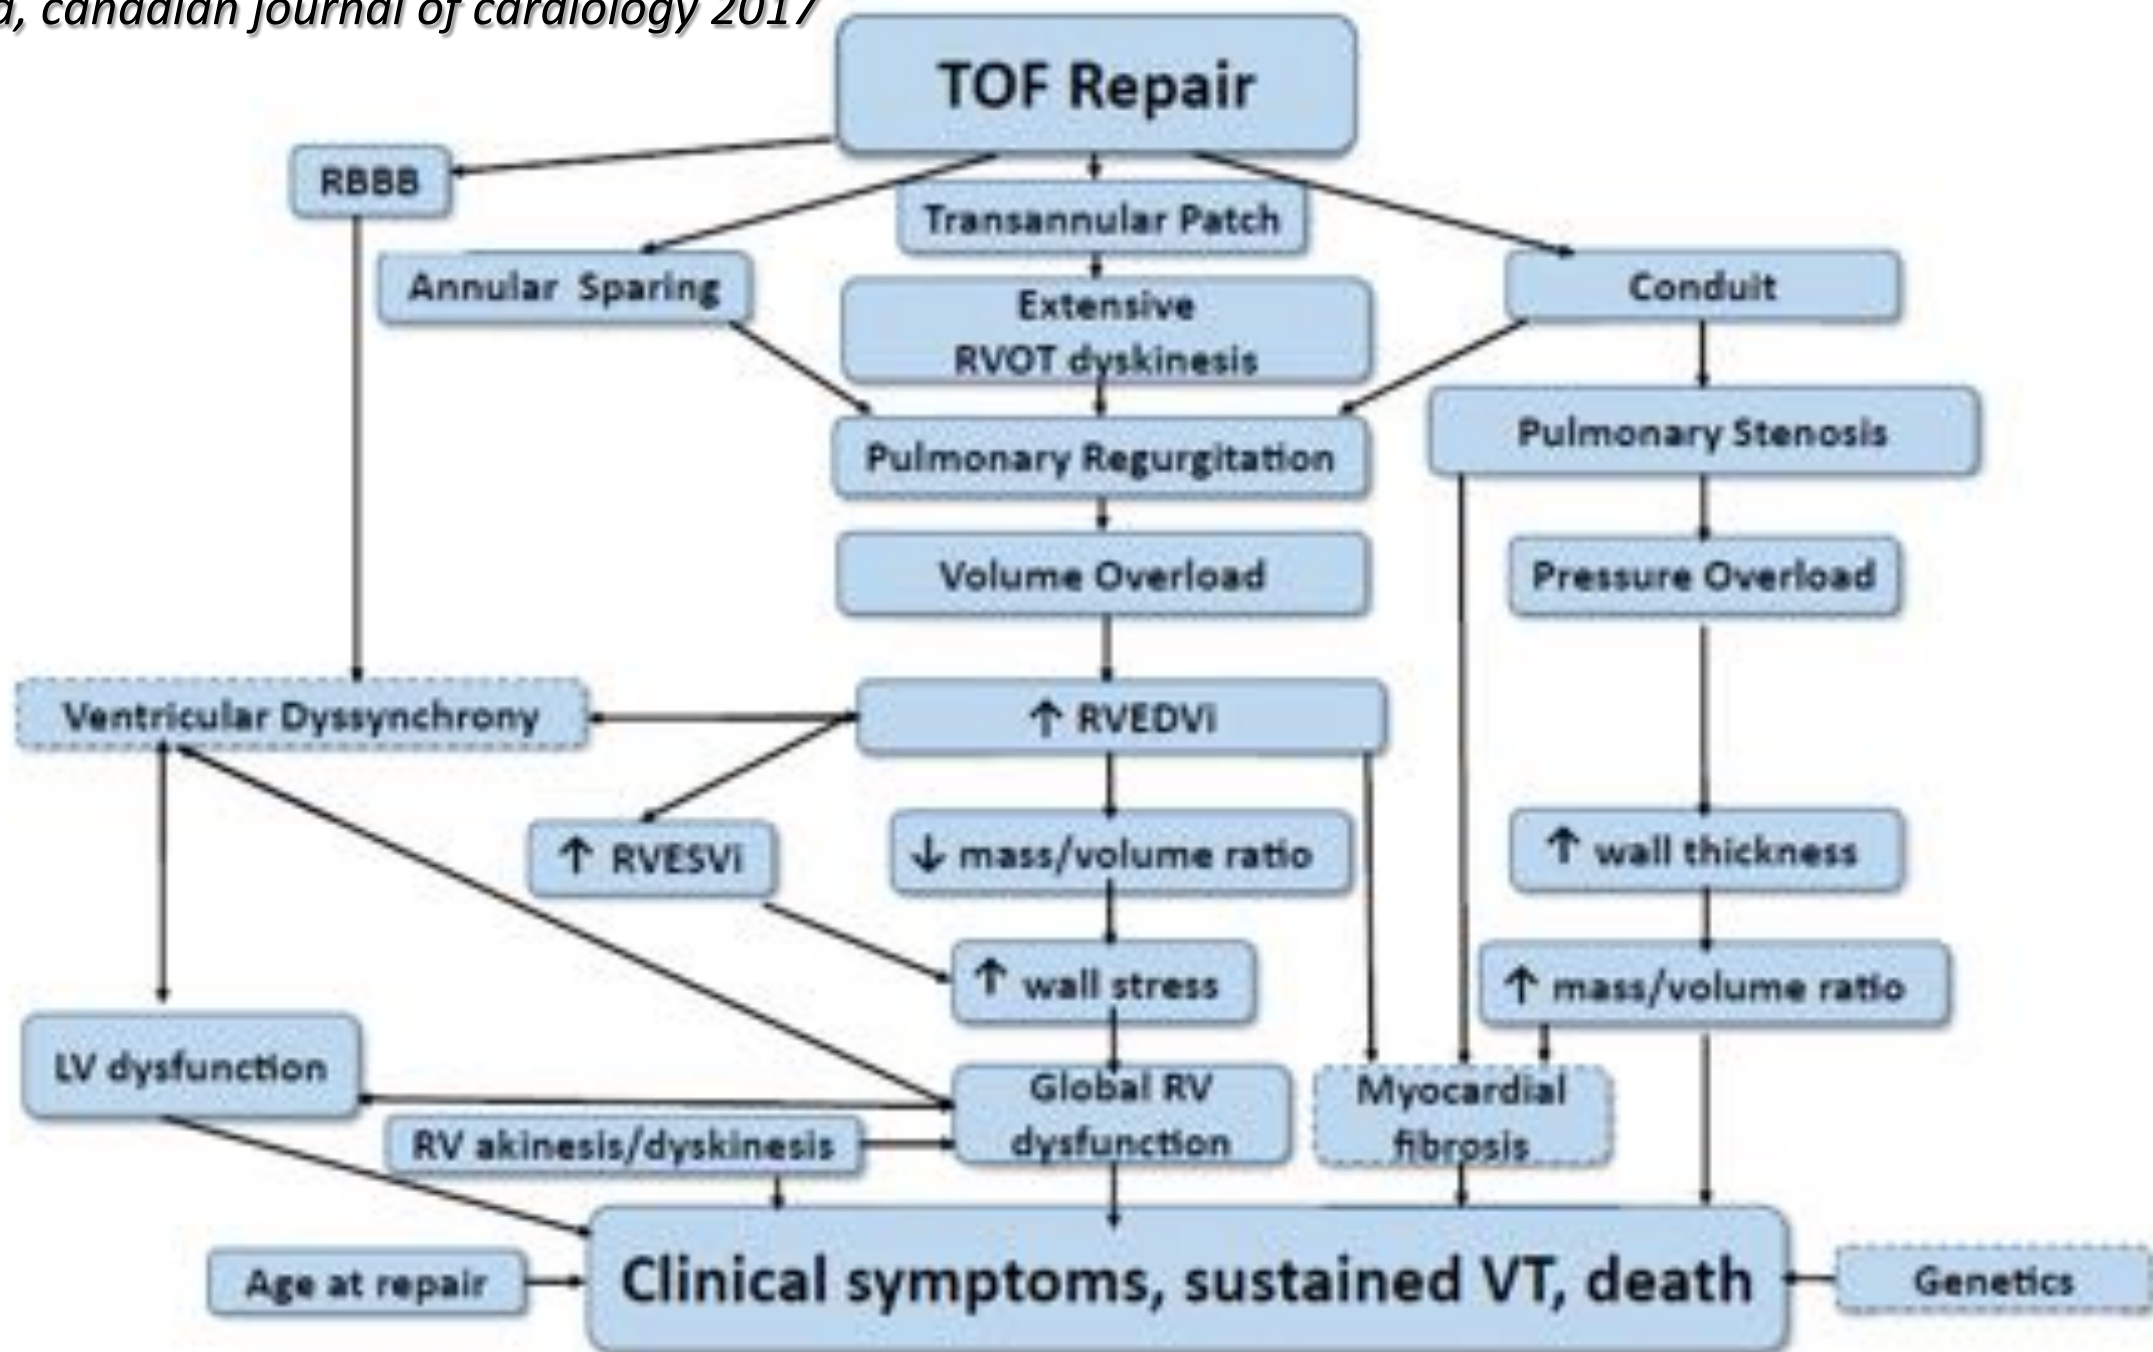 canadian journal of cardiology 2017
TOF Repair
RBBB
Transannular Patch
Annular Sparing
Extensive
RVOT dyskinesis
Conduit
Pulmonary Regurgitation
Pulmonary Stenosis
Volume Overload
Pressure Overload
Ventricular Dyssynchrony
↑ RVEDVi
↑ RVESVi
↓ mass/volume ratio
↑ wall thickness
↑ wall stress
↑ mass/volume ratio
LV dysfunction
Global RV
dysfunction
Myocardial
fibrosis
RV akinesis/dyskinesis
Age at repair
Clinical symptoms, sustained VT, death
Genetics